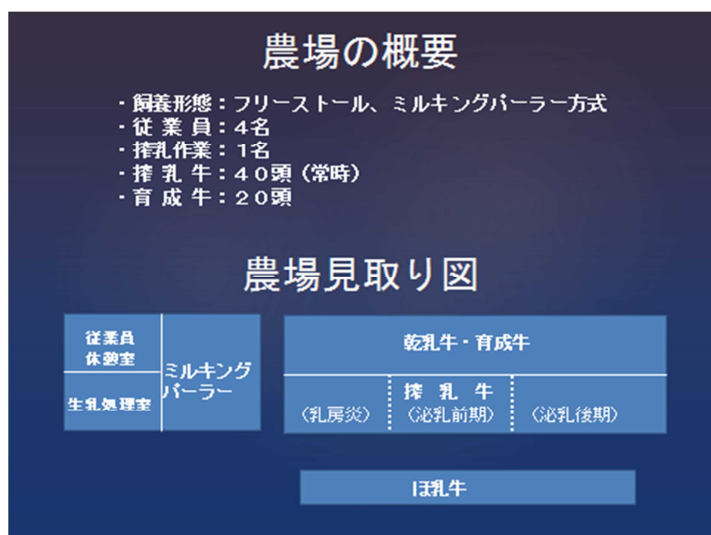 農場の概要
・飼養形態：フリーストール、ミルキングパーラー方式
・従 業 員：4名
・搾乳作業：1名
・搾 乳 牛：４０頭（常時）
・育 成 牛：２０頭
農場見取り図
従業員
休憩室
ミルキング
パーラー
生乳処理室
乾乳牛・育成牛
搾 乳 牛
（乳房炎）
（泌乳前期）
（泌乳後期）
ほ乳牛